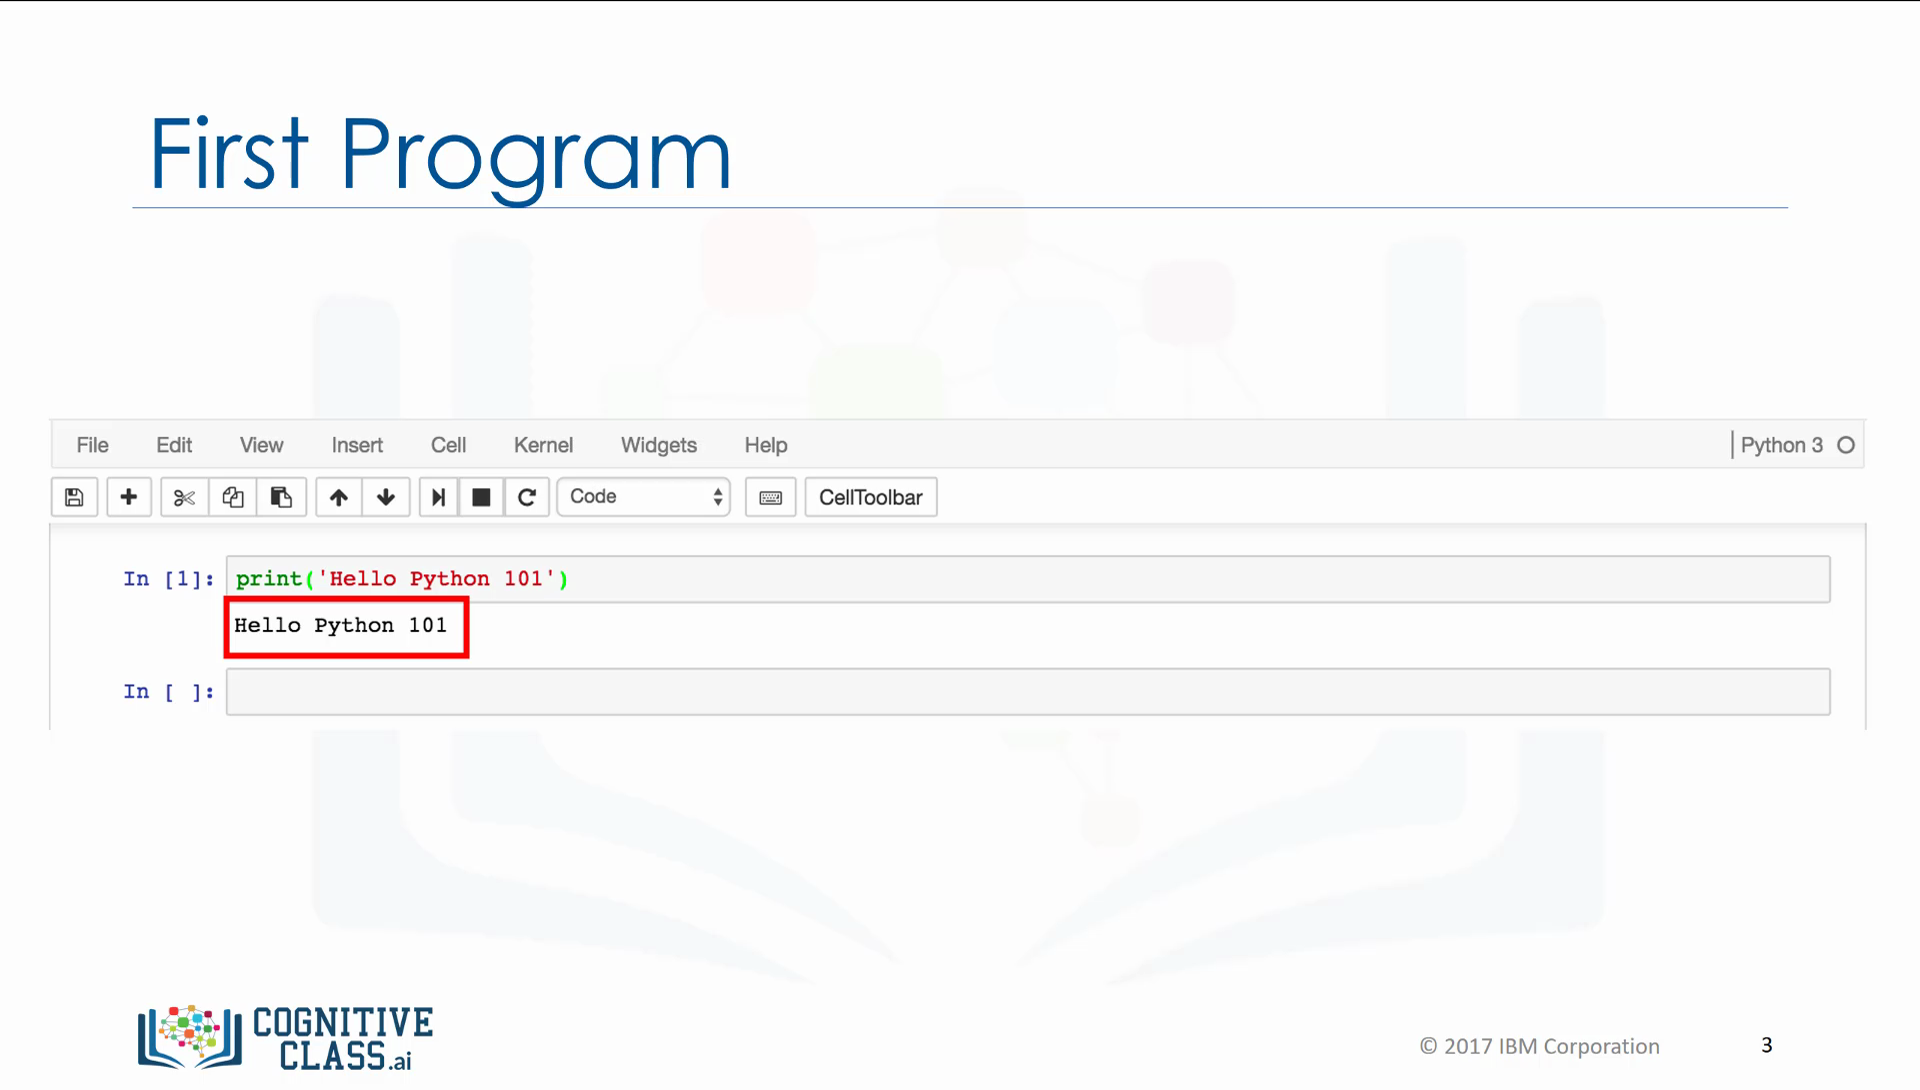 First Program
File Edit View Insert Cell Kernel Widgets Help Python 3
Code CellToolbar
In [1]: print('Hello Python 101')
Hello Python 101
In [ ]:
COGNITIVE
CLASS.ai
© 2017 IBM Corporation 3